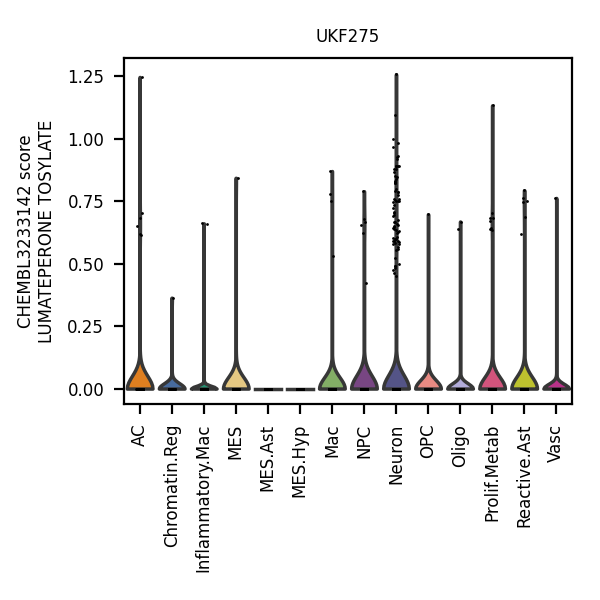 UKF275
CHEMBL3233142 score
LUMATEPERONE TOSYLATE
1.25
1.00
0.75
0.50
0.25
0.00
AC
Chromatin.Reg
Inflammatory.Mac
MES
MES.Ast
MES.Hyp
Mac
NPC
Neuron
OPC
Oligo
Prolif.Metab
Reactive.Ast
Vasc